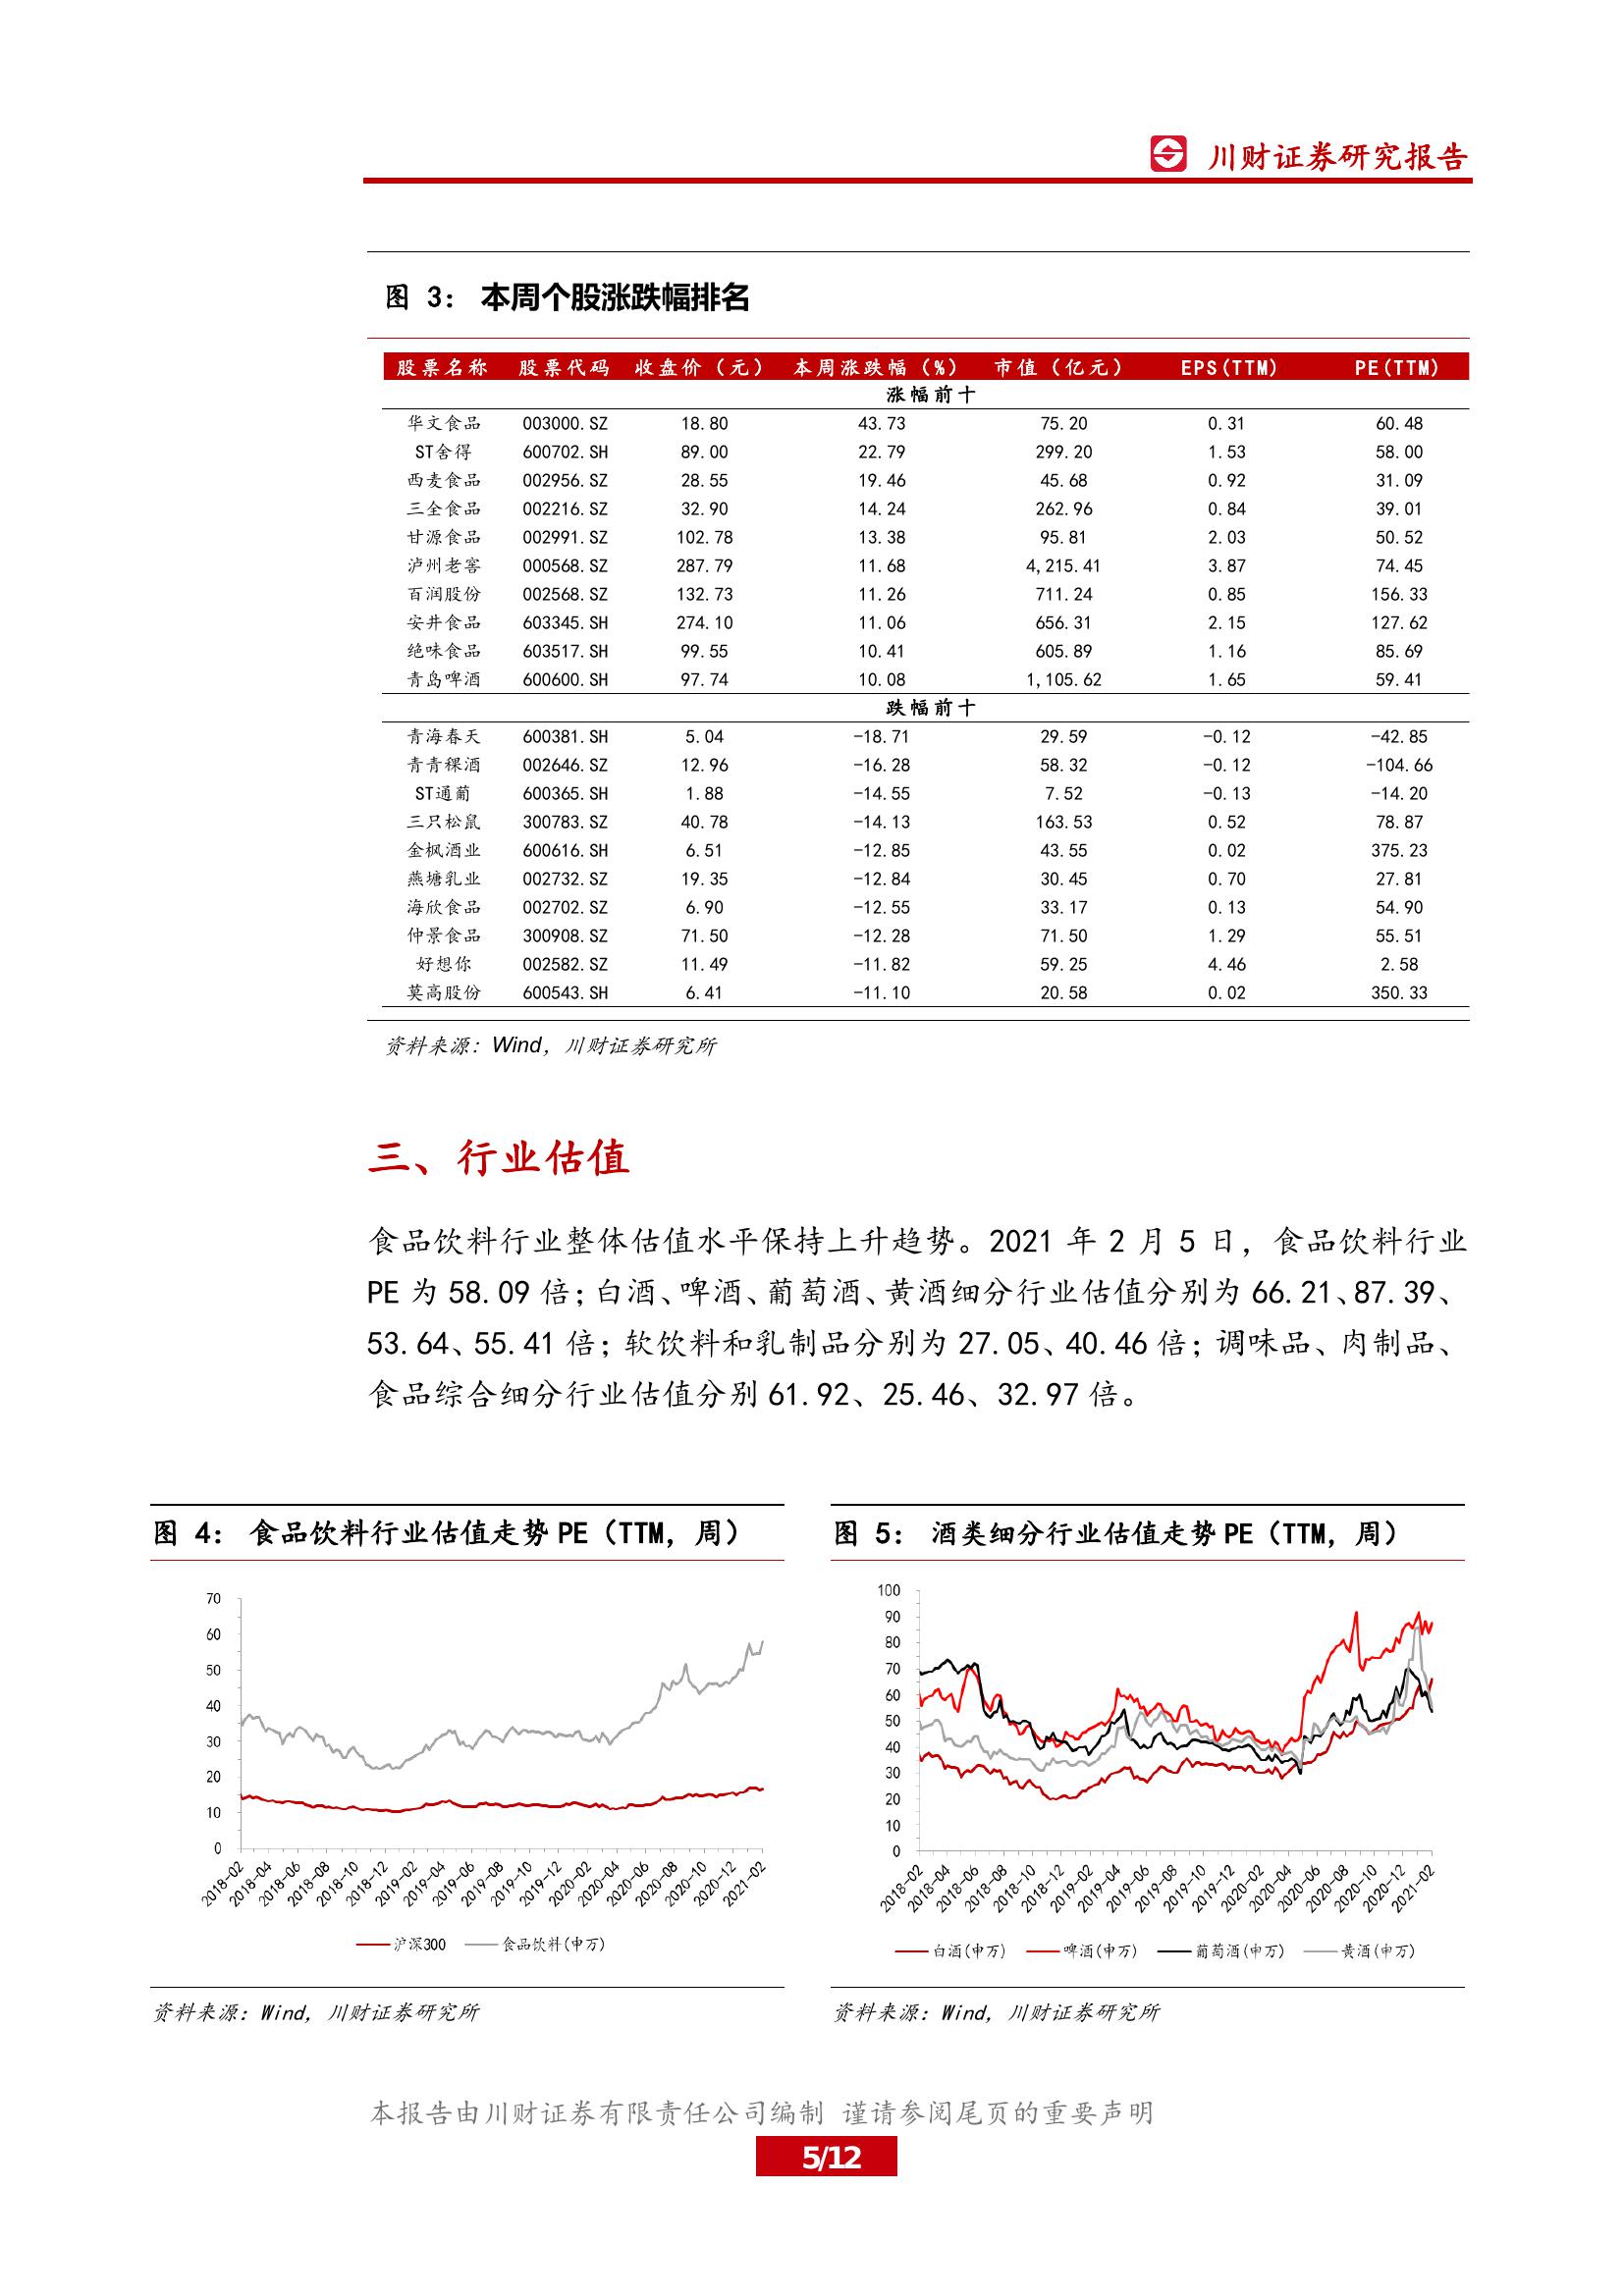 川财证券研究报告
图 3： 本周个股涨跌幅排名
股票名称 股票代码 收盘价（元） 本周涨跌幅（%） 市值（亿元） EPS(TTM) PE(TTM)
涨幅前十
华文食品 003000.SZ 18.80 43.73 75.20 0.31 60.48
ST舍得 600702.SH 89.00 22.79 299.20 1.53 58.00
西麦食品 002956.SZ 28.55 19.46 45.68 0.92 31.09
三全食品 002216.SZ 32.90 14.24 262.96 0.84 39.01
甘源食品 002991.SZ 102.78 13.38 95.81 2.03 50.52
泸州老窖 000568.SZ 287.79 11.68 4,215.41 3.87 74.45
百润股份 002568.SZ 132.73 11.26 711.24 0.85 156.33
安井食品 603345.SH 274.10 11.06 656.31 2.15 127.62
绝味食品 603517.SH 99.55 10.41 605.89 1.16 85.69
青岛啤酒 600600.SH 97.74 10.08 1,105.62 1.65 59.41
跌幅前十
青海春天 600381.SH 5.04 -18.71 29.59 -0.12 -42.85
青青稞酒 002646.SZ 12.96 -16.28 58.32 -0.12 -104.66
ST通葡 600365.SH 1.88 -14.55 7.52 -0.13 -14.20
三只松鼠 300783.SZ 40.78 -14.13 163.53 0.52 78.87
金枫酒业 600616.SH 6.51 -12.85 43.55 0.02 375.23
燕塘乳业 002732.SZ 19.35 -12.84 30.45 0.70 27.81
海欣食品 002702.SZ 6.90 -12.55 33.17 0.13 54.90
仲景食品 300908.SZ 71.50 -12.28 71.50 1.29 55.51
好想你 002582.SZ 11.49 -11.82 59.25 4.46 2.58
莫高股份 600543.SH 6.41 -11.10 20.58 0.02 350.33
资料来源：Wind，川财证券研究所
三、行业估值
食品饮料行业整体估值水平保持上升趋势。2021 年 2 月 5 日，食品饮料行业
PE 为 58.09 倍；白酒、啤酒、葡萄酒、黄酒细分行业估值分别为 66.21、87.39、
53.64、55.41 倍；软饮料和乳制品分别为 27.05、40.46 倍；调味品、肉制品、
食品综合细分行业估值分别 61.92、25.46、32.97 倍。
图 4： 食品饮料行业估值走势 PE（TTM，周）
70
60
50
40
30
20
10
0
2018-02 2018-04 2018-06 2018-08 2018-10 2018-12 2019-02 2019-04 2019-06 2019-08 2019-10 2019-12 2020-02 2020-04 2020-06 2020-08 2020-10 2020-12 2021-02
沪深300 食品饮料(申万)
资料来源：Wind，川财证券研究所
图 5： 酒类细分行业估值走势 PE（TTM，周）
100
90
80
70
60
50
40
30
20
10
0
2018-02 2018-04 2018-06 2018-08 2018-10 2018-12 2019-02 2019-04 2019-06 2019-08 2019-10 2019-12 2020-02 2020-04 2020-06 2020-08 2020-10 2020-12 2021-02
白酒(申万) 啤酒(申万) 葡萄酒(申万) 黄酒(申万)
资料来源：Wind，川财证券研究所
本报告由川财证券有限责任公司编制 谨请参阅尾页的重要声明
5/12